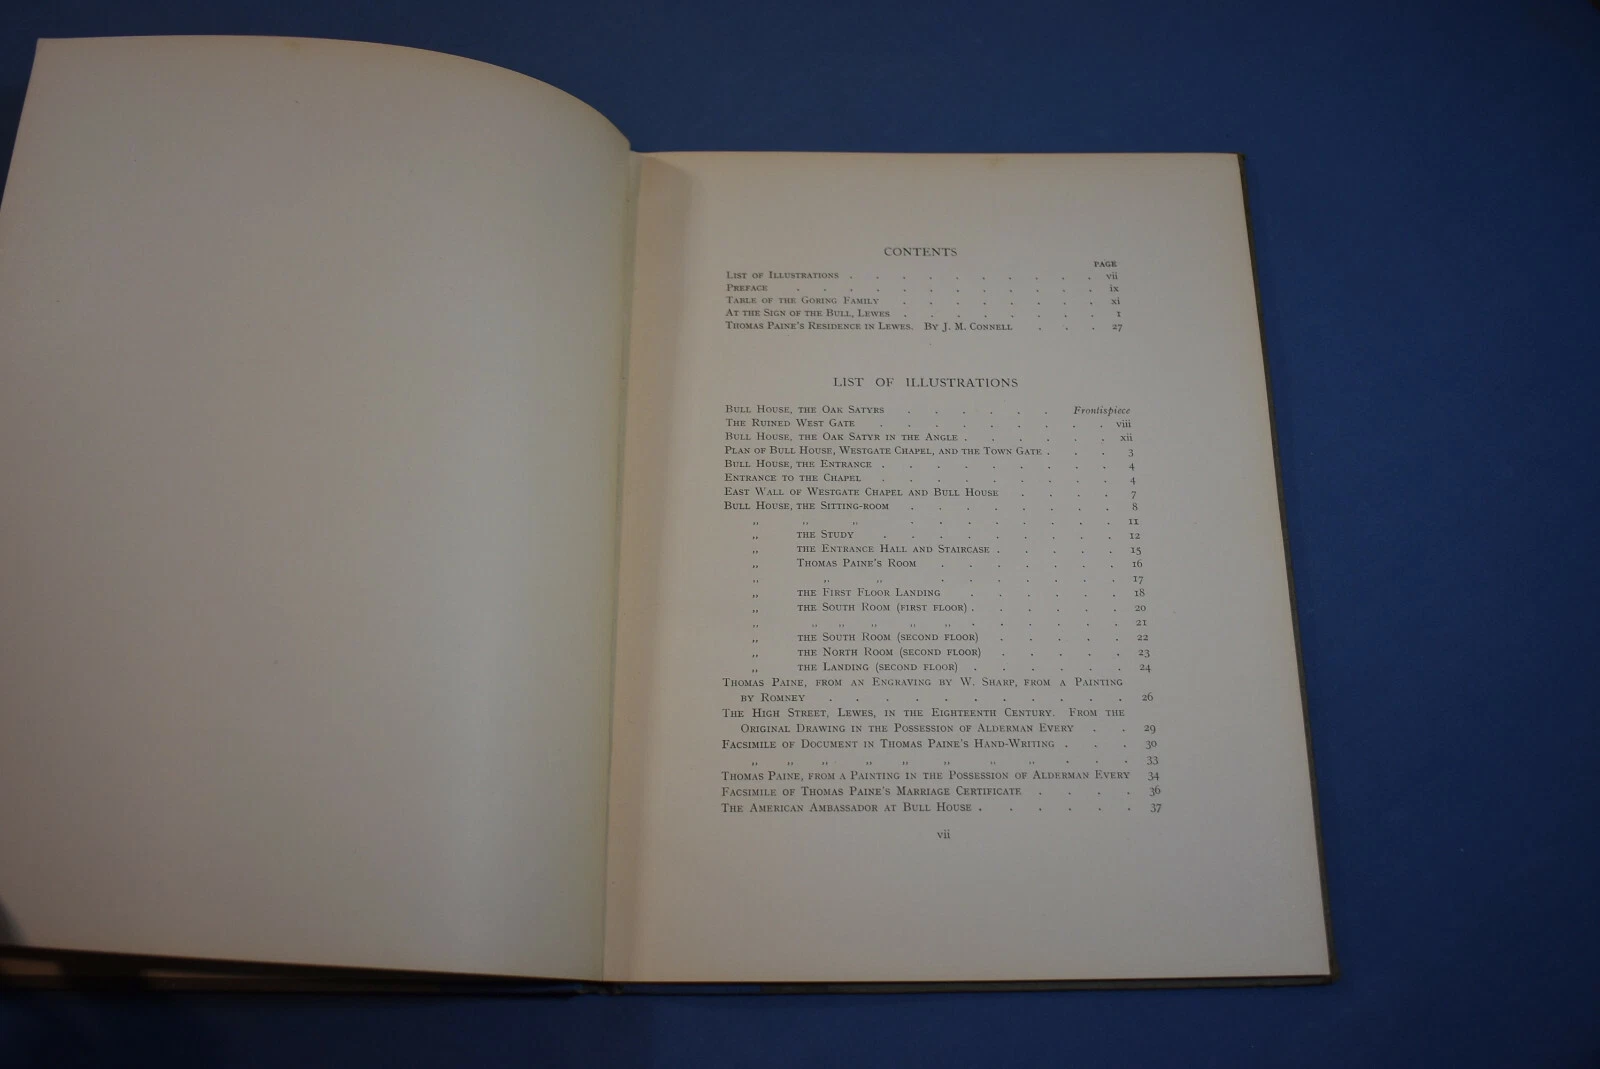 CONTENTS
PAGE
LIST OF ILLUSTRATIONS . . . . . . . . . . vii
PREFACE . . . . . . . . . . . . ix
TABLE OF THE GORING FAMILY . . . . . . . . xi
AT THE SIGN OF THE BULL, LEWES . . . . . . . . 1
THOMAS PAINE'S RESIDENCE IN LEWES. BY J. M. CONNELL . . . 27
LIST OF ILLUSTRATIONS
BULL HOUSE, THE OAK SATYRS . . . . . . Frontispiece
THE RUINED WEST GATE . . . . . . . . . viii
BULL HOUSE, THE OAK SATYR IN THE ANGLE . . . . . . xii
PLAN OF BULL HOUSE, WESTGATE CHAPEL, AND THE TOWN GATE . . . 3
BULL HOUSE, THE ENTRANCE . . . . . . . . . 4
ENTRANCE TO THE CHAPEL . . . . . . . . . 4
EAST WALL OF WESTGATE CHAPEL AND BULL HOUSE . . . . 7
BULL HOUSE, THE SITTING-ROOM . . . . . . . . 8
,, ,, ,, . . . . . . . . 11
,, THE STUDY . . . . . . . . . 12
,, THE ENTRANCE HALL AND STAIRCASE . . . . . 15
,, THOMAS PAINE'S ROOM . . . . . . . 16
,, ,, ,, . . . . . . . 17
,, THE FIRST FLOOR LANDING . . . . . . 18
,, THE SOUTH ROOM (FIRST FLOOR) . . . . . . 20
,, ,, ,, ,, ,, ,, . . . . . . 21
,, THE SOUTH ROOM (SECOND FLOOR) . . . . . 22
,, THE NORTH ROOM (SECOND FLOOR) . . . . . 23
,, THE LANDING (SECOND FLOOR) . . . . . . 24
THOMAS PAINE, FROM AN ENGRAVING BY W. SHARP, FROM A PAINTING
BY ROMNEY . . . . . . . . . . . 26
THE HIGH STREET, LEWES, IN THE EIGHTEENTH CENTURY. FROM THE
ORIGINAL DRAWING IN THE POSSESSION OF ALDERMAN EVERY . . 29
FACSIMILE OF DOCUMENT IN THOMAS PAINE'S HAND-WRITING . . . 30
,, ,, ,, ,, ,, ,, ,, ,, . . . 33
THOMAS PAINE, FROM A PAINTING IN THE POSSESSION OF ALDERMAN EVERY 34
FACSIMILE OF THOMAS PAINE'S MARRIAGE CERTIFICATE . . . . 36
THE AMERICAN AMBASSADOR AT BULL HOUSE . . . . . . 37
vii